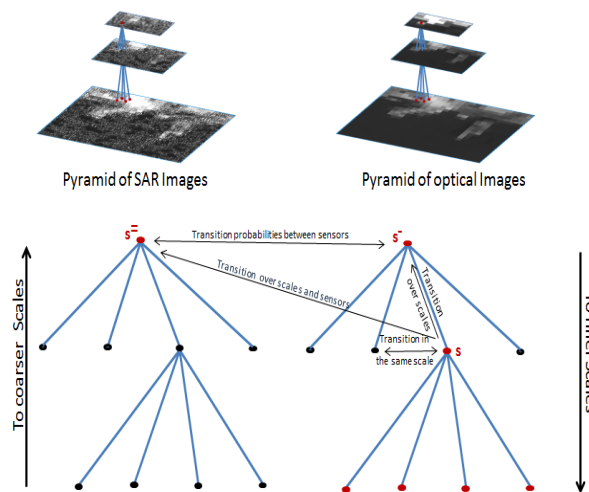 Pyramid of SAR Images
Pyramid of optical Images
s=
Transition probabilities between sensors
s-
Transition over scales and sensors
Transition
over scales
Transition in
the same scale
s
To coarser Scales
To finer Scales